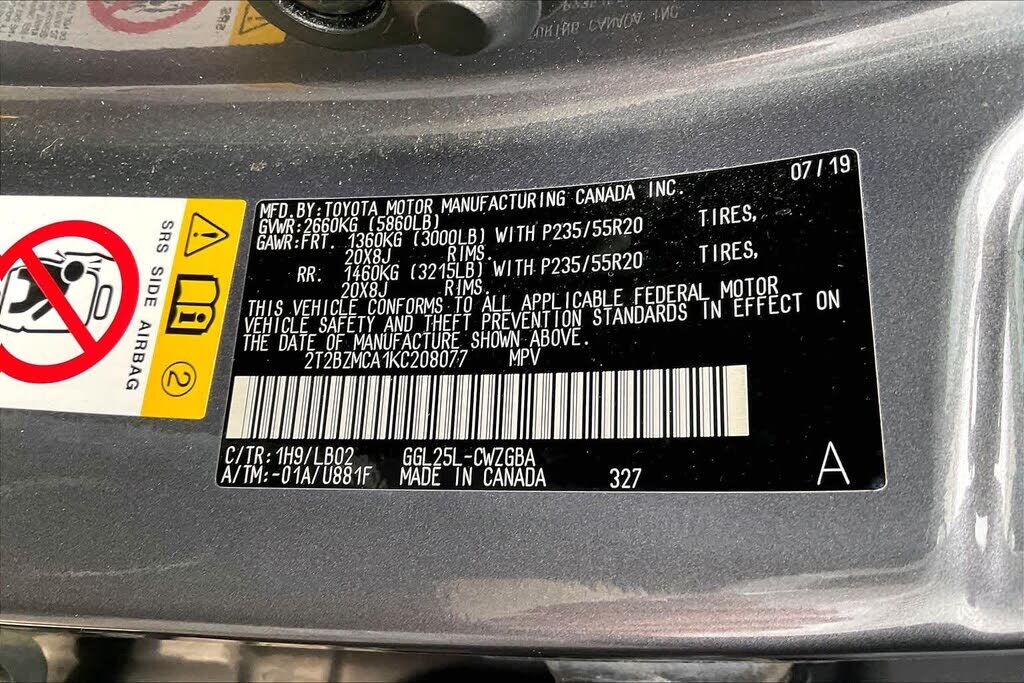 07/19
MFD.BY:TOYOTA MOTOR MANUFACTURING CANADA INC.
GVWR:2660KG (5860LB)
GAWR:FRT. 1360KG (3000LB) WITH P235/55R20 TIRES,
20X8J RIMS.
RR. 1460KG (3215LB) WITH P235/55R20 TIRES,
20X8J RIMS.
THIS VEHICLE CONFORMS TO ALL APPLICABLE FEDERAL MOTOR
VEHICLE SAFETY AND THEFT PREVENTION STANDARDS IN EFFECT ON
THE DATE OF MANUFACTURE SHOWN ABOVE.
2T2BZMCA1KC208077 MPV
C/TR:1H9/LB02 GGL25L-CWZGBA
A/TM:-01A/U881F MADE IN CANADA 327
A
SRS SIDE AIRBAG
2